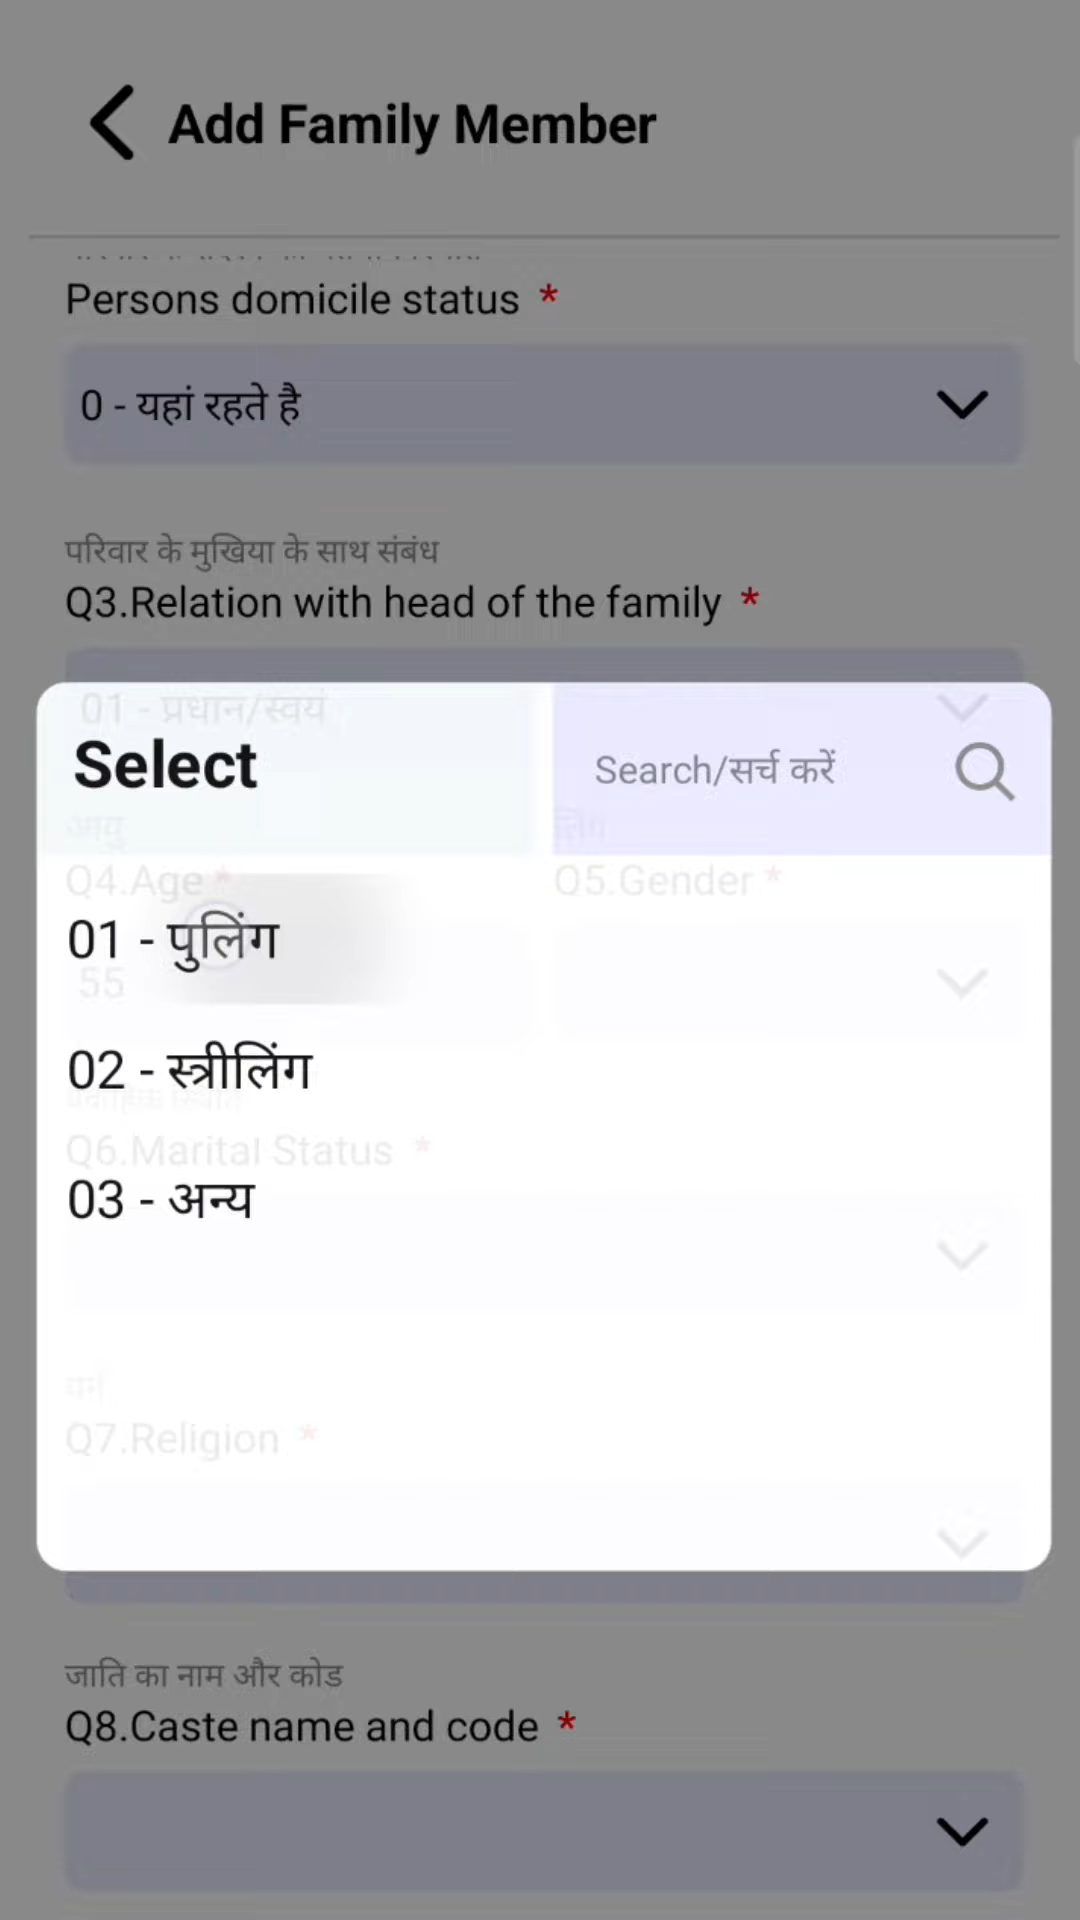 Add Family Member
Persons domicile status *
0 - यहां रहते है
परिवार के मुखिया के साथ संबंध
Q3.Relation with head of the family *
01 - प्रधान/स्वयं
Select
Search/सर्च करें
आयु
लिंग
Q4.Age *
Q5.Gender *
01 - पुलिंग
55
02 - स्त्रीलिंग
Q6.Marital Status *
03 - अन्य
धर्म
Q7.Religion *
जाति का नाम और कोड
Q8.Caste name and code *